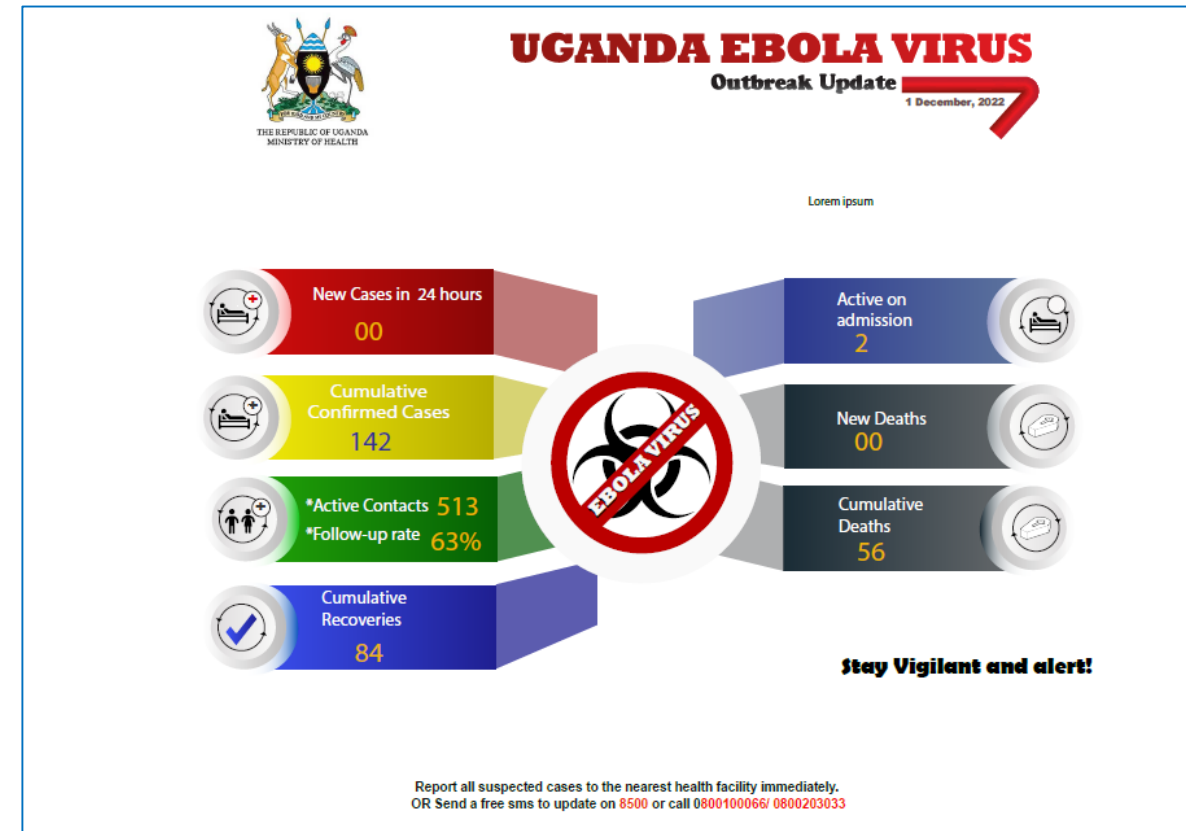 THE REPUBLIC OF UGANDA
MINISTRY OF HEALTH
UGANDA EBOLA VIRUS
Outbreak Update
1 December, 2022
Lorem ipsum
New Cases in 24 hours
00
Cumulative
Confirmed Cases
142
*Active Contacts 513
*Follow-up rate 63%
Cumulative
Recoveries
84
EBOLA VIRUS
Active on
admission
2
New Deaths
00
Cumulative
Deaths
56
Stay Vigilant and alert!
Report all suspected cases to the nearest health facility immediately.
OR Send a free sms to update on 8500 or call 0800100066/ 0800203033